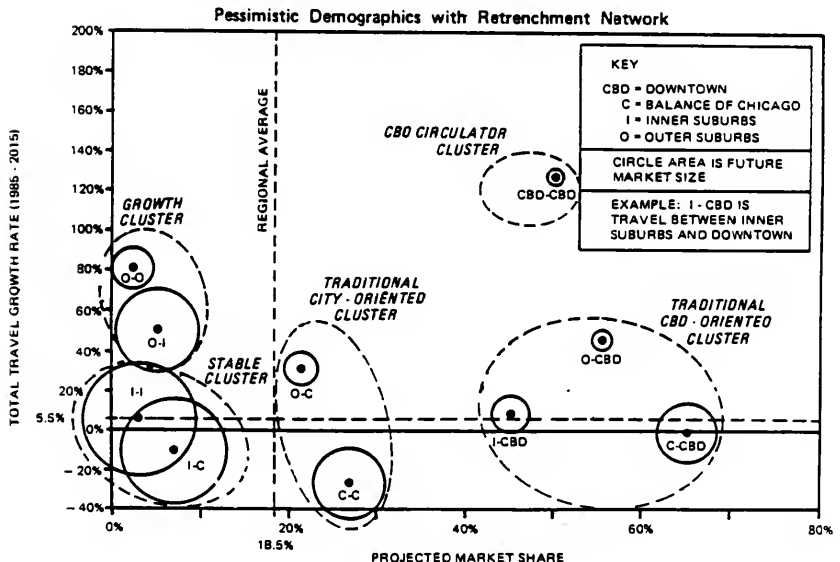 Pessimistic Demographics with Retrenchment Network
TOTAL TRAVEL GROWTH RATE (1985 - 2015)
200%
180%
160%
140%
120%
100%
80%
60%
40%
20%
5.5%
0%
-20%
-40%
REGIONAL AVERAGE
KEY
CBD = DOWNTOWN
C = BALANCE OF CHICAGO
I = INNER SUBURBS
O = OUTER SUBURBS
CIRCLE AREA IS FUTURE
MARKET SIZE
EXAMPLE: I - CBD IS
TRAVEL BETWEEN INNER
SUBURBS AND DOWNTOWN
CBD CIRCULATOR
CLUSTER
CBD-CBD
GROWTH
CLUSTER
O-O
O-I
STABLE
CLUSTER
I-I
I-C
TRADITIONAL
CITY - ORIENTED
CLUSTER
O-C
C-C
TRADITIONAL
CBD - ORIENTED
CLUSTER
O-CBD
I-CBD
C-CBD
0%
18.5%
20%
40%
60%
80%
PROJECTED MARKET SHARE